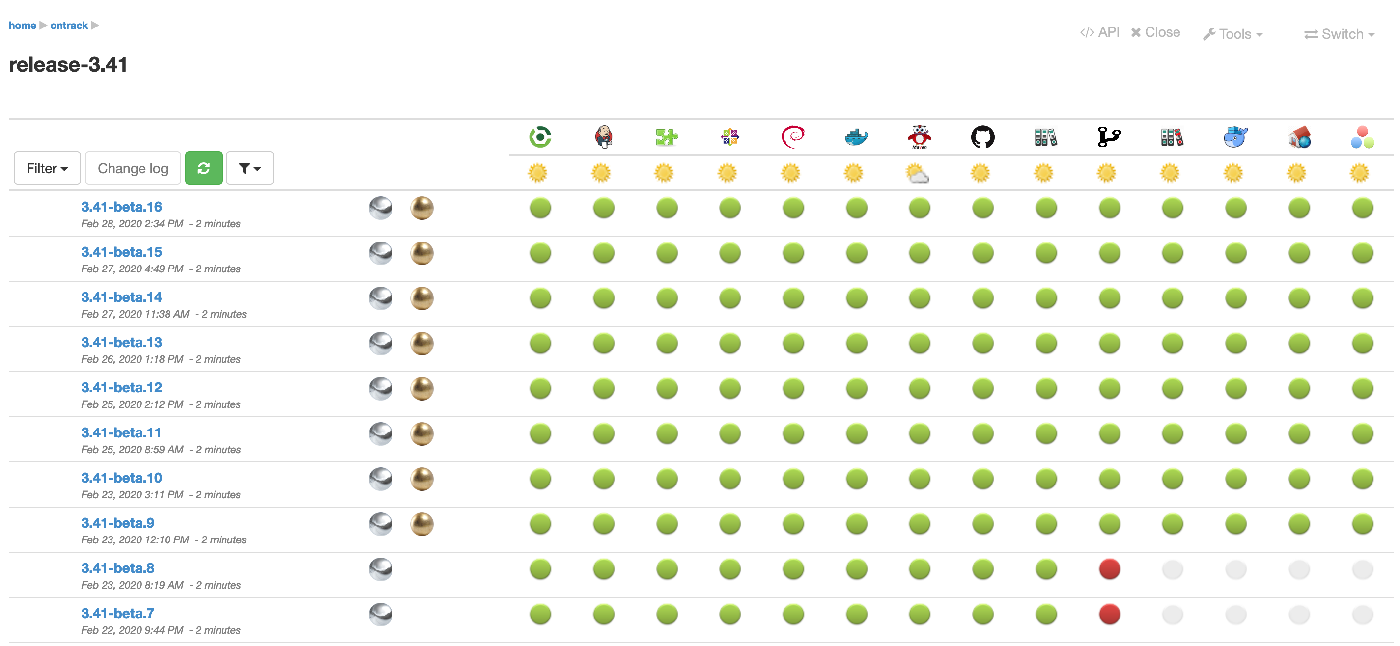 home ontrack
API Close Tools Switch
release-3.41
Filter Change log
3.41-beta.16
Feb 28, 2020 2:34 PM - 2 minutes
3.41-beta.15
Feb 27, 2020 4:49 PM - 2 minutes
3.41-beta.14
Feb 27, 2020 11:38 AM - 2 minutes
3.41-beta.13
Feb 26, 2020 1:18 PM - 2 minutes
3.41-beta.12
Feb 25, 2020 2:12 PM - 2 minutes
3.41-beta.11
Feb 25, 2020 8:59 AM - 2 minutes
3.41-beta.10
Feb 23, 2020 3:11 PM - 2 minutes
3.41-beta.9
Feb 23, 2020 12:10 PM - 2 minutes
3.41-beta.8
Feb 23, 2020 8:19 AM - 2 minutes
3.41-beta.7
Feb 22, 2020 9:44 PM - 2 minutes